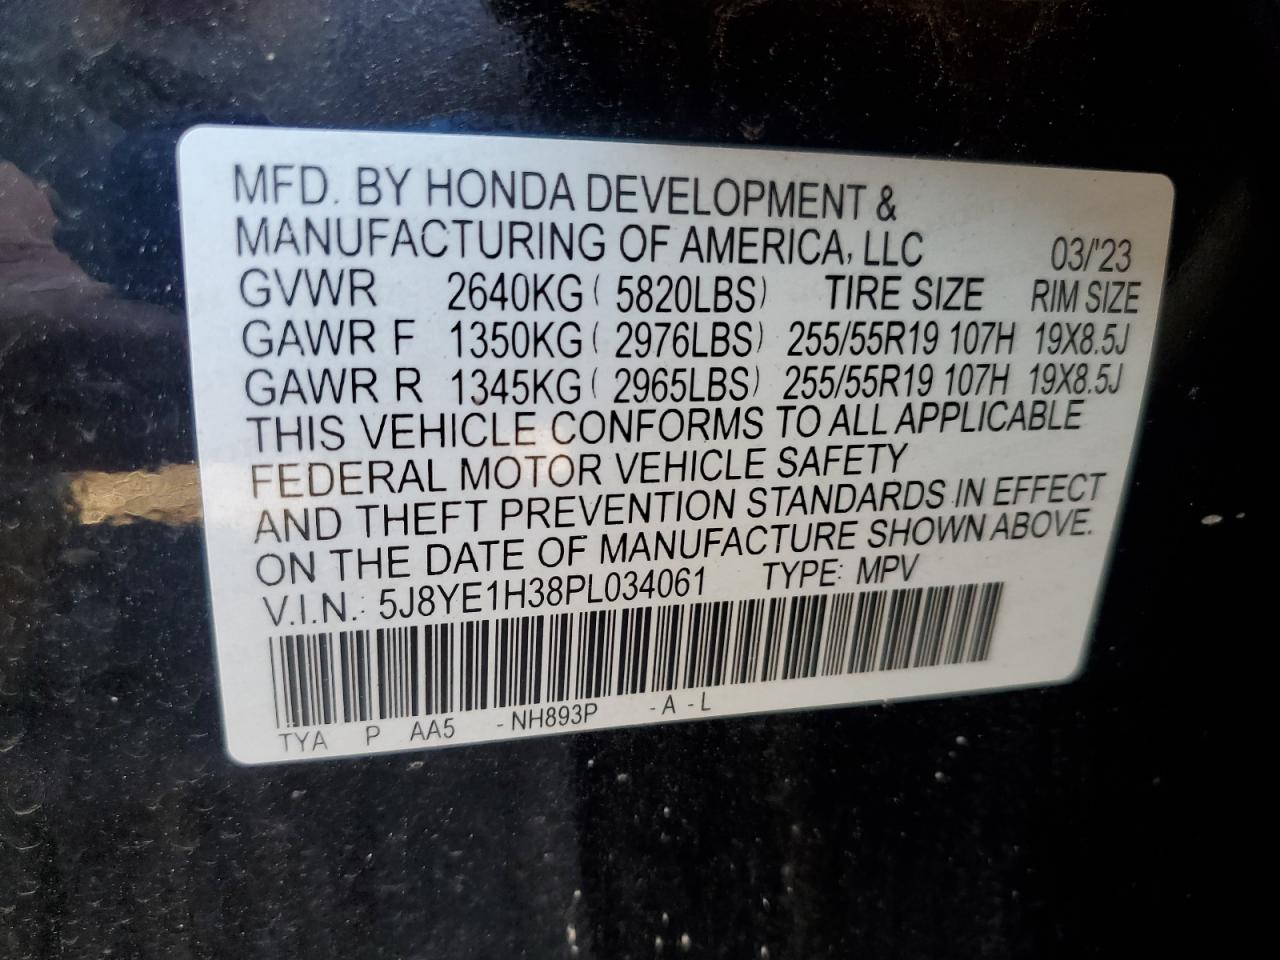 MFD. BY HONDA DEVELOPMENT &
MANUFACTURING OF AMERICA, LLC 03/'23
GVWR 2640KG ( 5820LBS) TIRE SIZE RIM SIZE
GAWR F 1350KG ( 2976LBS) 255/55R19 107H 19X8.5J
GAWR R 1345KG ( 2965LBS) 255/55R19 107H 19X8.5J
THIS VEHICLE CONFORMS TO ALL APPLICABLE
FEDERAL MOTOR VEHICLE SAFETY
AND THEFT PREVENTION STANDARDS IN EFFECT
ON THE DATE OF MANUFACTURE SHOWN ABOVE.
V.I.N.: 5J8YE1H38PL034061 TYPE: MPV
TYA P AA5 -NH893P -A -L